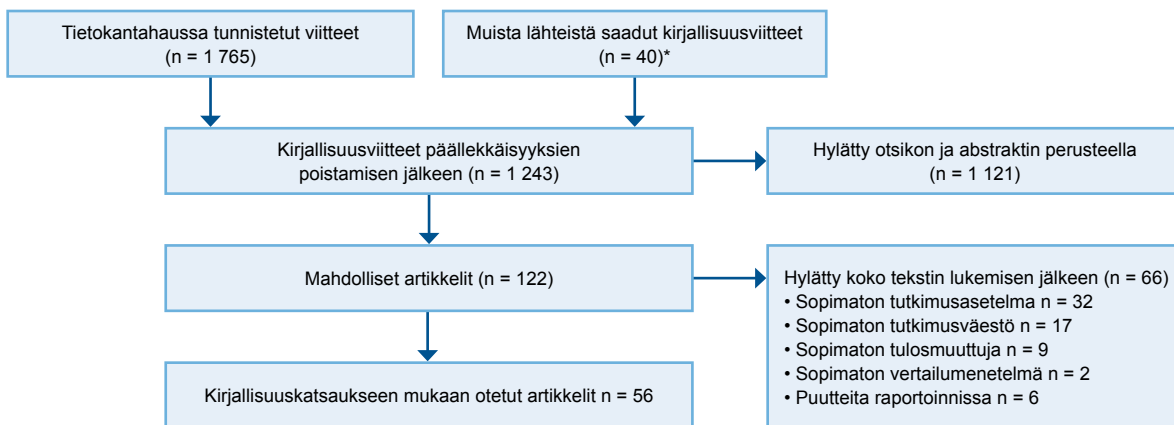 Tietokantahaussa tunnistetut viitteet
(n = 1 765)
Muista lähteistä saadut kirjallisuusviitteet
(n = 40)*
Kirjallisuusviitteet päällekkäisyyksien
poistamisen jälkeen (n = 1 243)
Hylätty otsikon ja abstraktin perusteella
(n = 1 121)
Mahdolliset artikkelit (n = 122)
Hylätty koko tekstin lukemisen jälkeen (n = 66)
• Sopimaton tutkimusasetelma n = 32
• Sopimaton tutkimusväestö n = 17
• Sopimaton tulosmuuttuja n = 9
• Sopimaton vertailumenetelmä n = 2
• Puutteita raportoinnissa n = 6
Kirjallisuuskatsaukseen mukaan otetut artikkelit n = 56